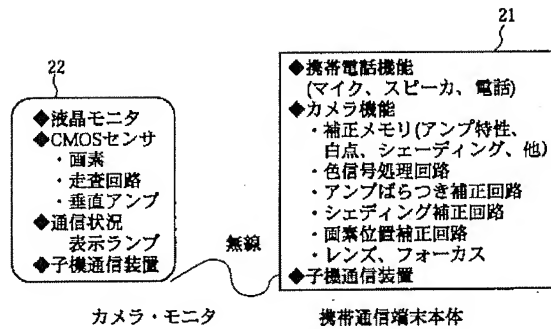 22
◆液晶モニタ
◆CMOSセンサ
・画素
・走査回路
・垂直アンプ
◆通信状況
表示ランプ
◆子機通信装置
カメラ・モニタ
無線
21
◆携帯電話機能
(マイク、スピーカ、電話)
◆カメラ機能
・補正メモリ(アンプ特性、
白点、シェーディング、他)
・色信号処理回路
・アンプばらつき補正回路
・シェディング補正回路
・画素位置補正回路
・レンズ、フォーカス
◆子機通信装置
携帯通信端末本体